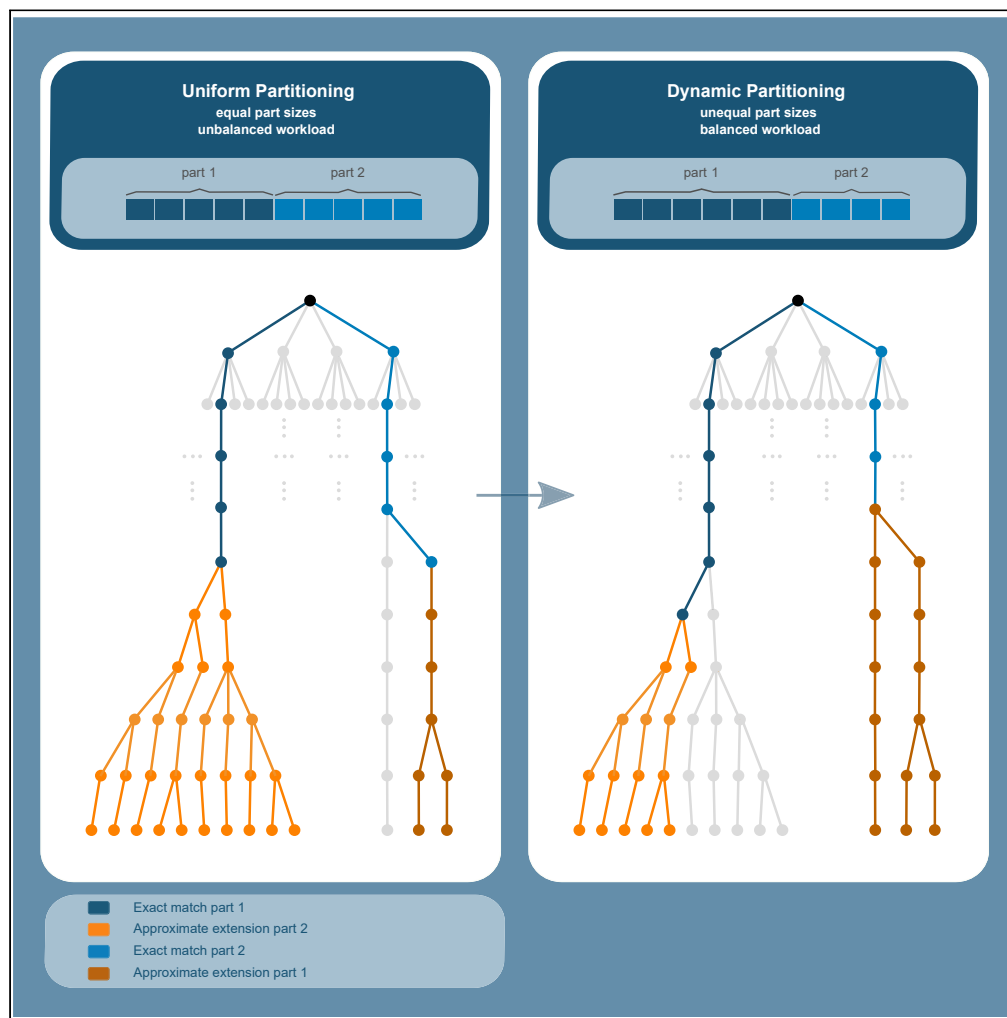 Uniform Partitioning
equal part sizes
unbalanced workload
part 1 part 2
Dynamic Partitioning
unequal part sizes
balanced workload
part 1 part 2
Exact match part 1
Approximate extension part 2
Exact match part 2
Approximate extension part 1